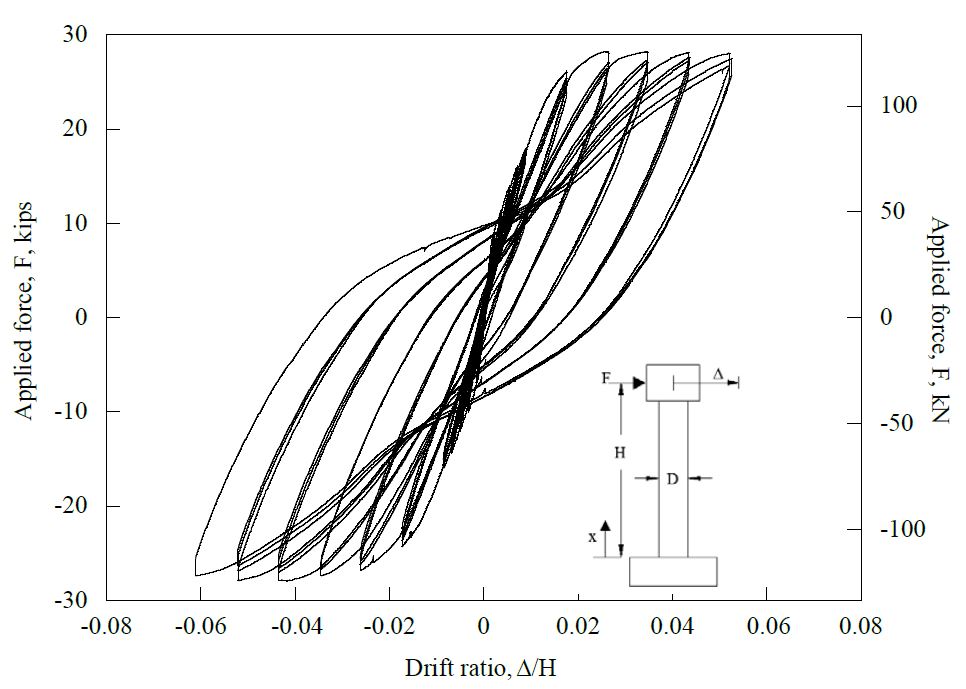 30
20
10
0
-10
-20
-30
Applied force, F, kips
100
50
0
-50
-100
Applied force, F, kN
F
Δ
H
D
x
-0.08 -0.06 -0.04 -0.02 0 0.02 0.04 0.06 0.08
Drift ratio, Δ/H